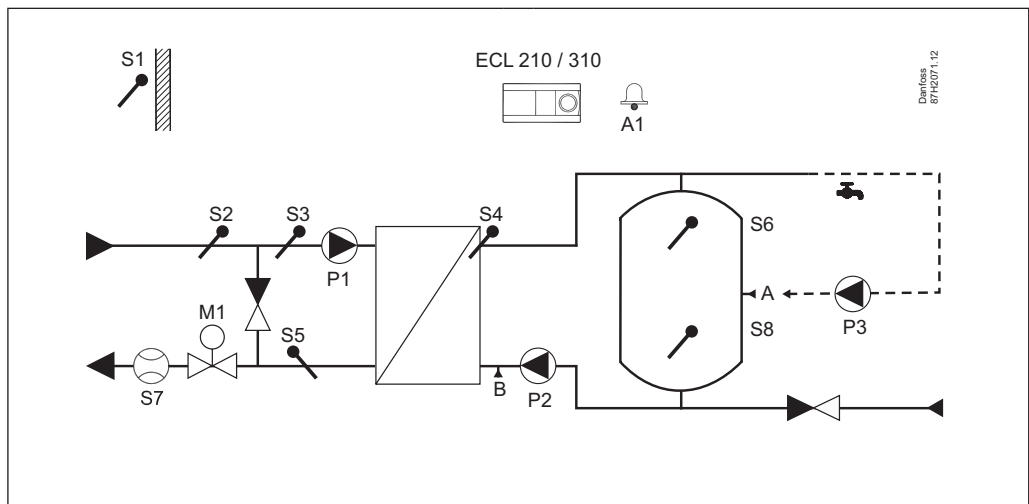 S1
ECL 210 / 310
A1
Danfoss
87H2071.12
S2
S3
P1
S4
S6
A
P3
S8
M1
S5
S7
B
P2